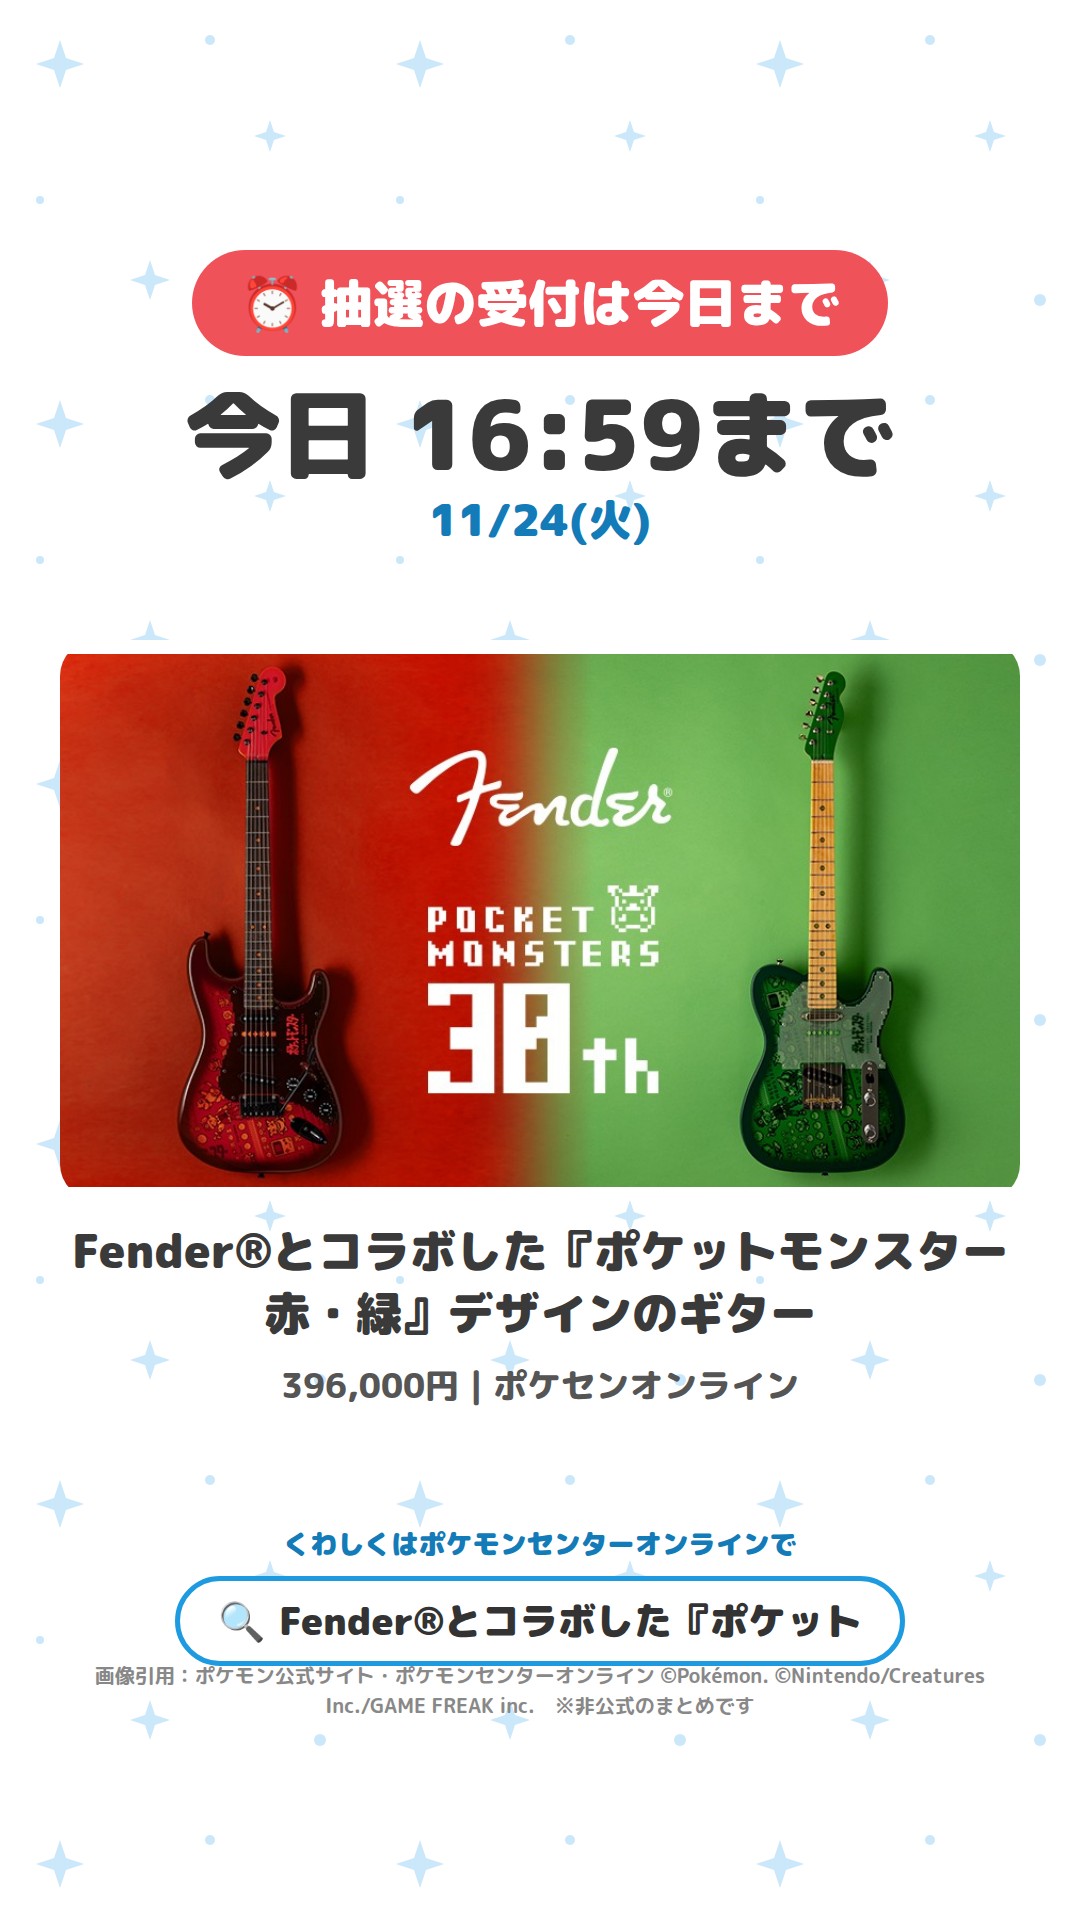 ⏰ 抽選の受付は今日まで
今日 16:59まで
11/24(火)
Fender®
POCKET
MONSTERS
30th
Fender®とコラボした『ポケットモンスター
赤・緑』デザインのギター
396,000円 | ポケセンオンライン
くわしくはポケモンセンターオンラインで
🔍 Fender®とコラボした『ポケット
画像引用：ポケモン公式サイト・ポケモンセンターオンライン ©Pokémon. ©Nintendo/Creatures
Inc./GAME FREAK inc.　※非公式のまとめです